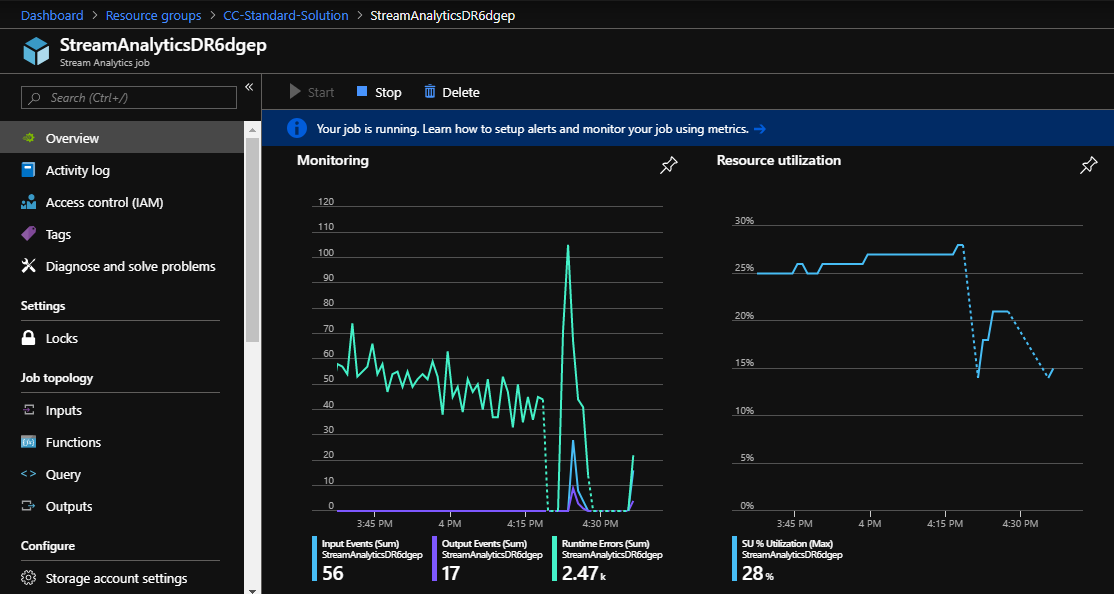 Dashboard > Resource groups > CC-Standard-Solution > StreamAnalyticsDR6dgep
StreamAnalyticsDR6dgep
Stream Analytics job
Search (Ctrl+/)
«
Overview
Activity log
Access control (IAM)
Tags
Diagnose and solve problems
Settings
Locks
Job topology
Inputs
Functions
Query
Outputs
Configure
Storage account settings
Start Stop Delete
Your job is running. Learn how to setup alerts and monitor your job using metrics. →
Monitoring
120
110
100
90
80
70
60
50
40
30
20
10
0
3:45 PM 4 PM 4:15 PM 4:30 PM
Input Events (Sum)
StreamAnalyticsDR6dgep
56
Output Events (Sum)
StreamAnalyticsDR6dgep
17
Runtime Errors (Sum)
StreamAnalyticsDR6dgep
2.47 k
Resource utilization
30%
25%
20%
15%
10%
5%
0%
3:45 PM 4 PM 4:15 PM 4:30 PM
SU % Utilization (Max)
StreamAnalyticsDR6dgep
28 %